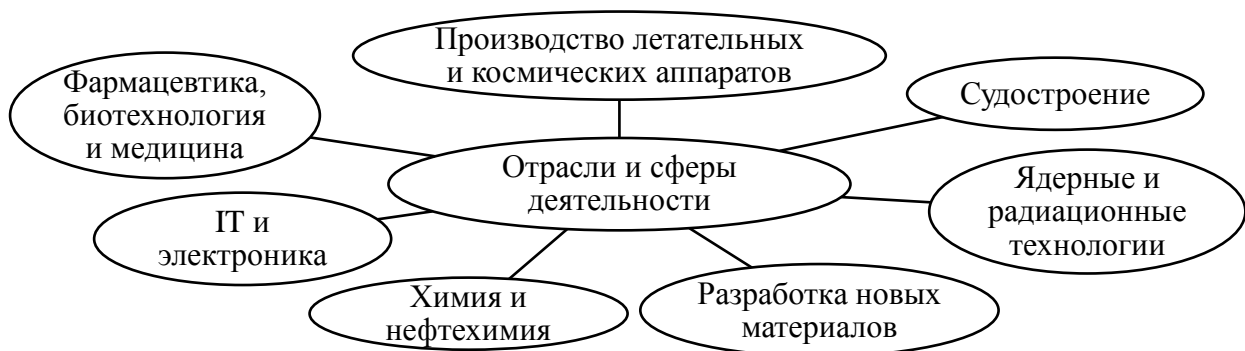 Производство летательных
и космических аппаратов
Фармацевтика,
биотехнология
и медицина
Судостроение
Отрасли и сферы
деятельности
Ядерные и
радиационные
технологии
IT и
электроника
Химия и
нефтехимия
Разработка новых
материалов